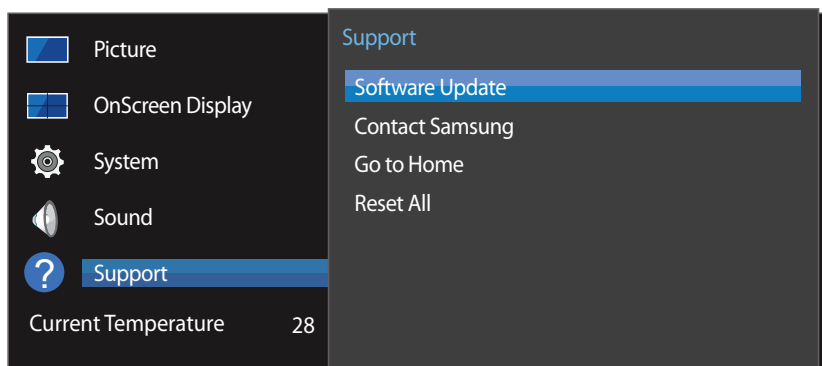 Picture
OnScreen Display
System
Sound
?
Support
Current Temperature 28
Support
Software Update
Contact Samsung
Go to Home
Reset All